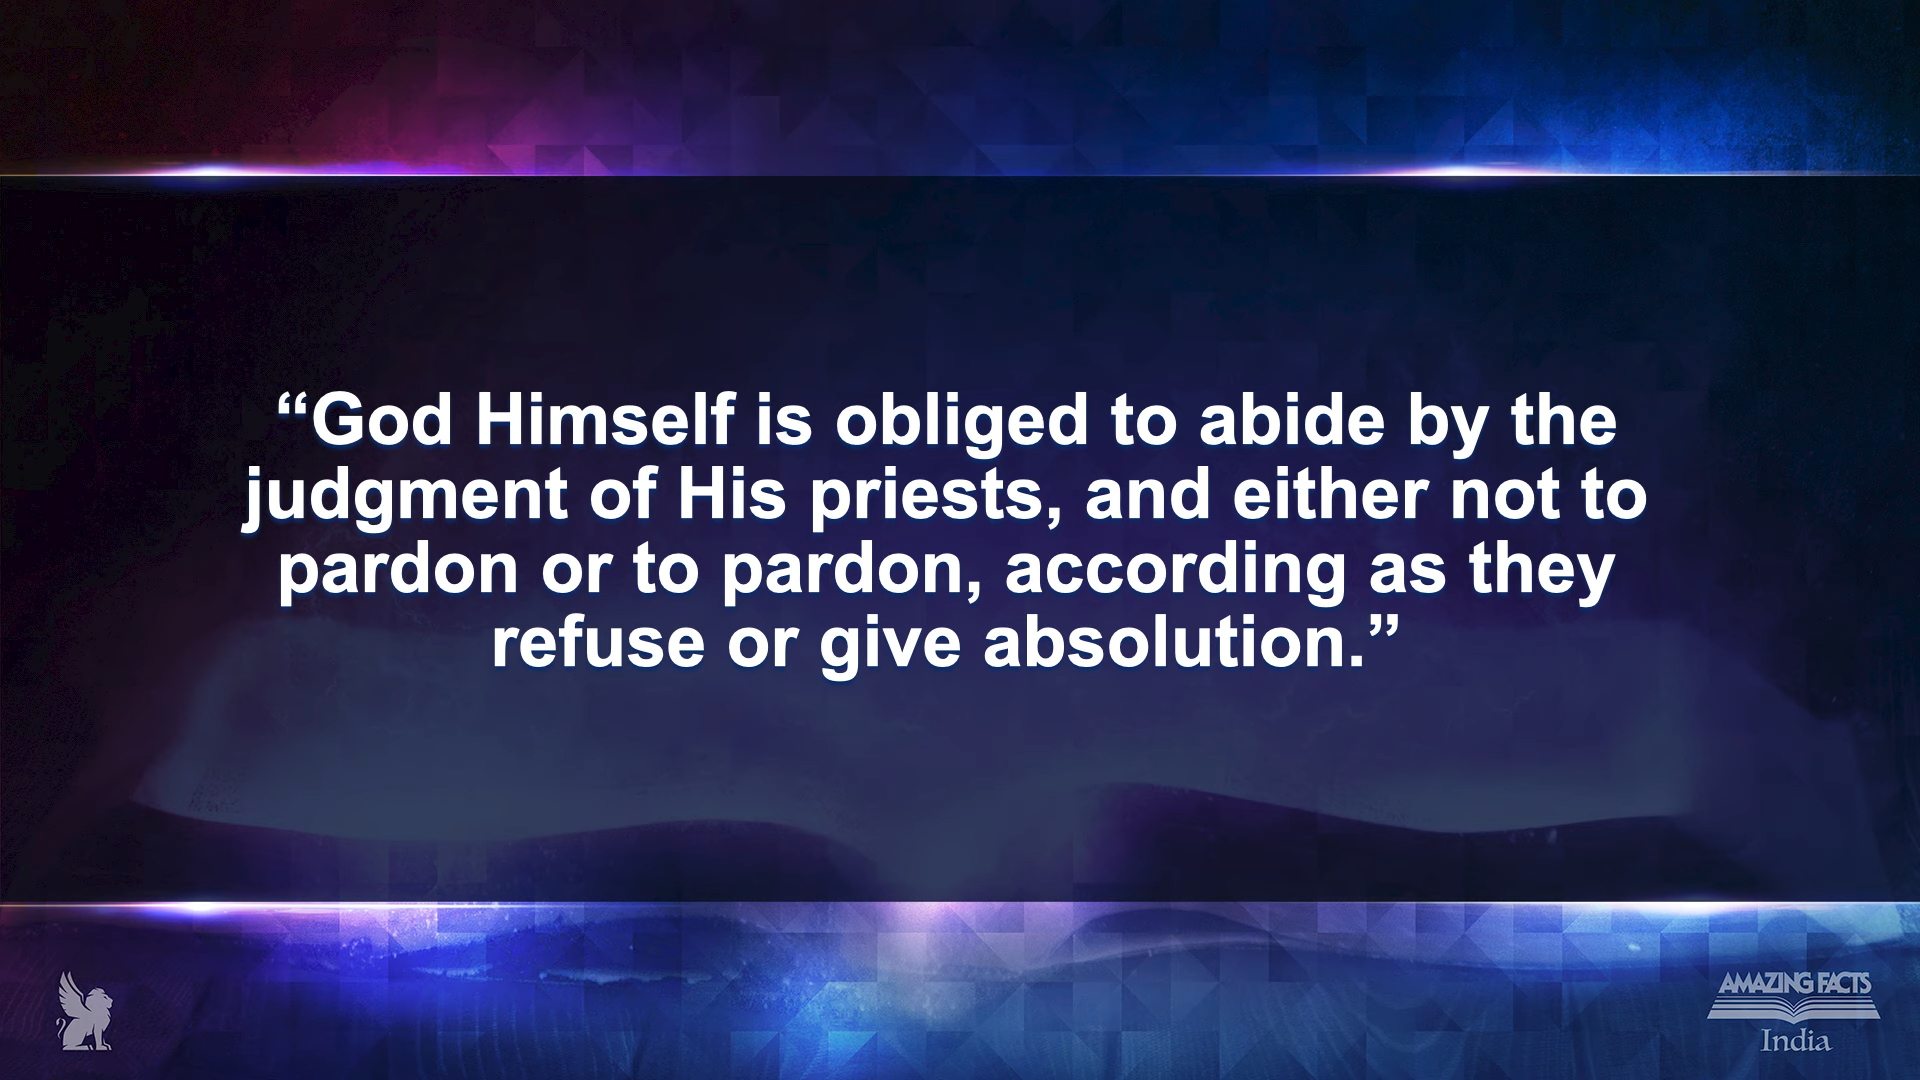 “God Himself is obliged to abide by the
judgment of His priests, and either not to
pardon or to pardon, according as they
refuse or give absolution.”
AMAZING FACTS
India